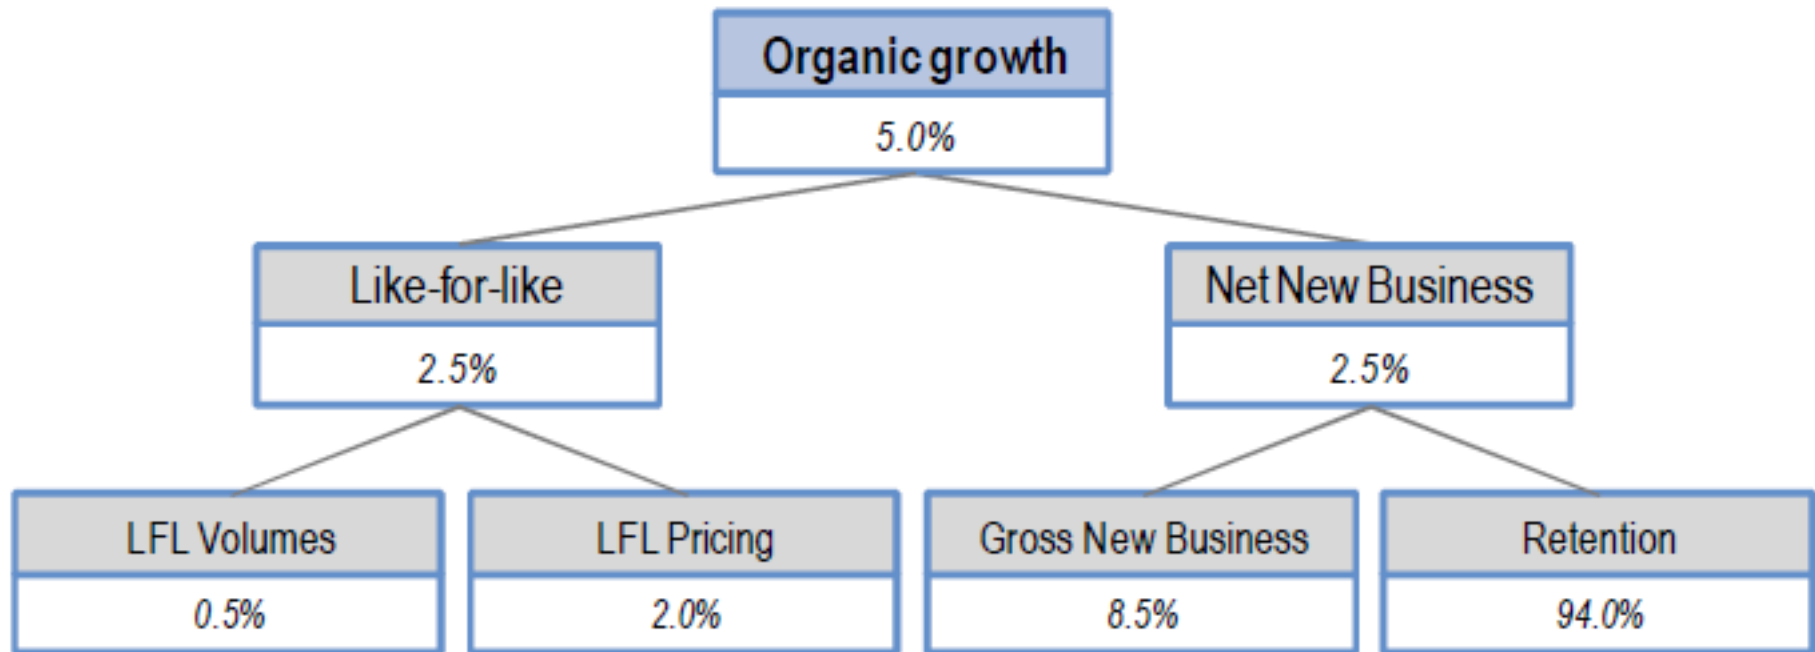 Organic growth
5.0%
Like-for-like
2.5%
Net New Business
2.5%
LFL Volumes
0.5%
LFL Pricing
2.0%
Gross New Business
8.5%
Retention
94.0%